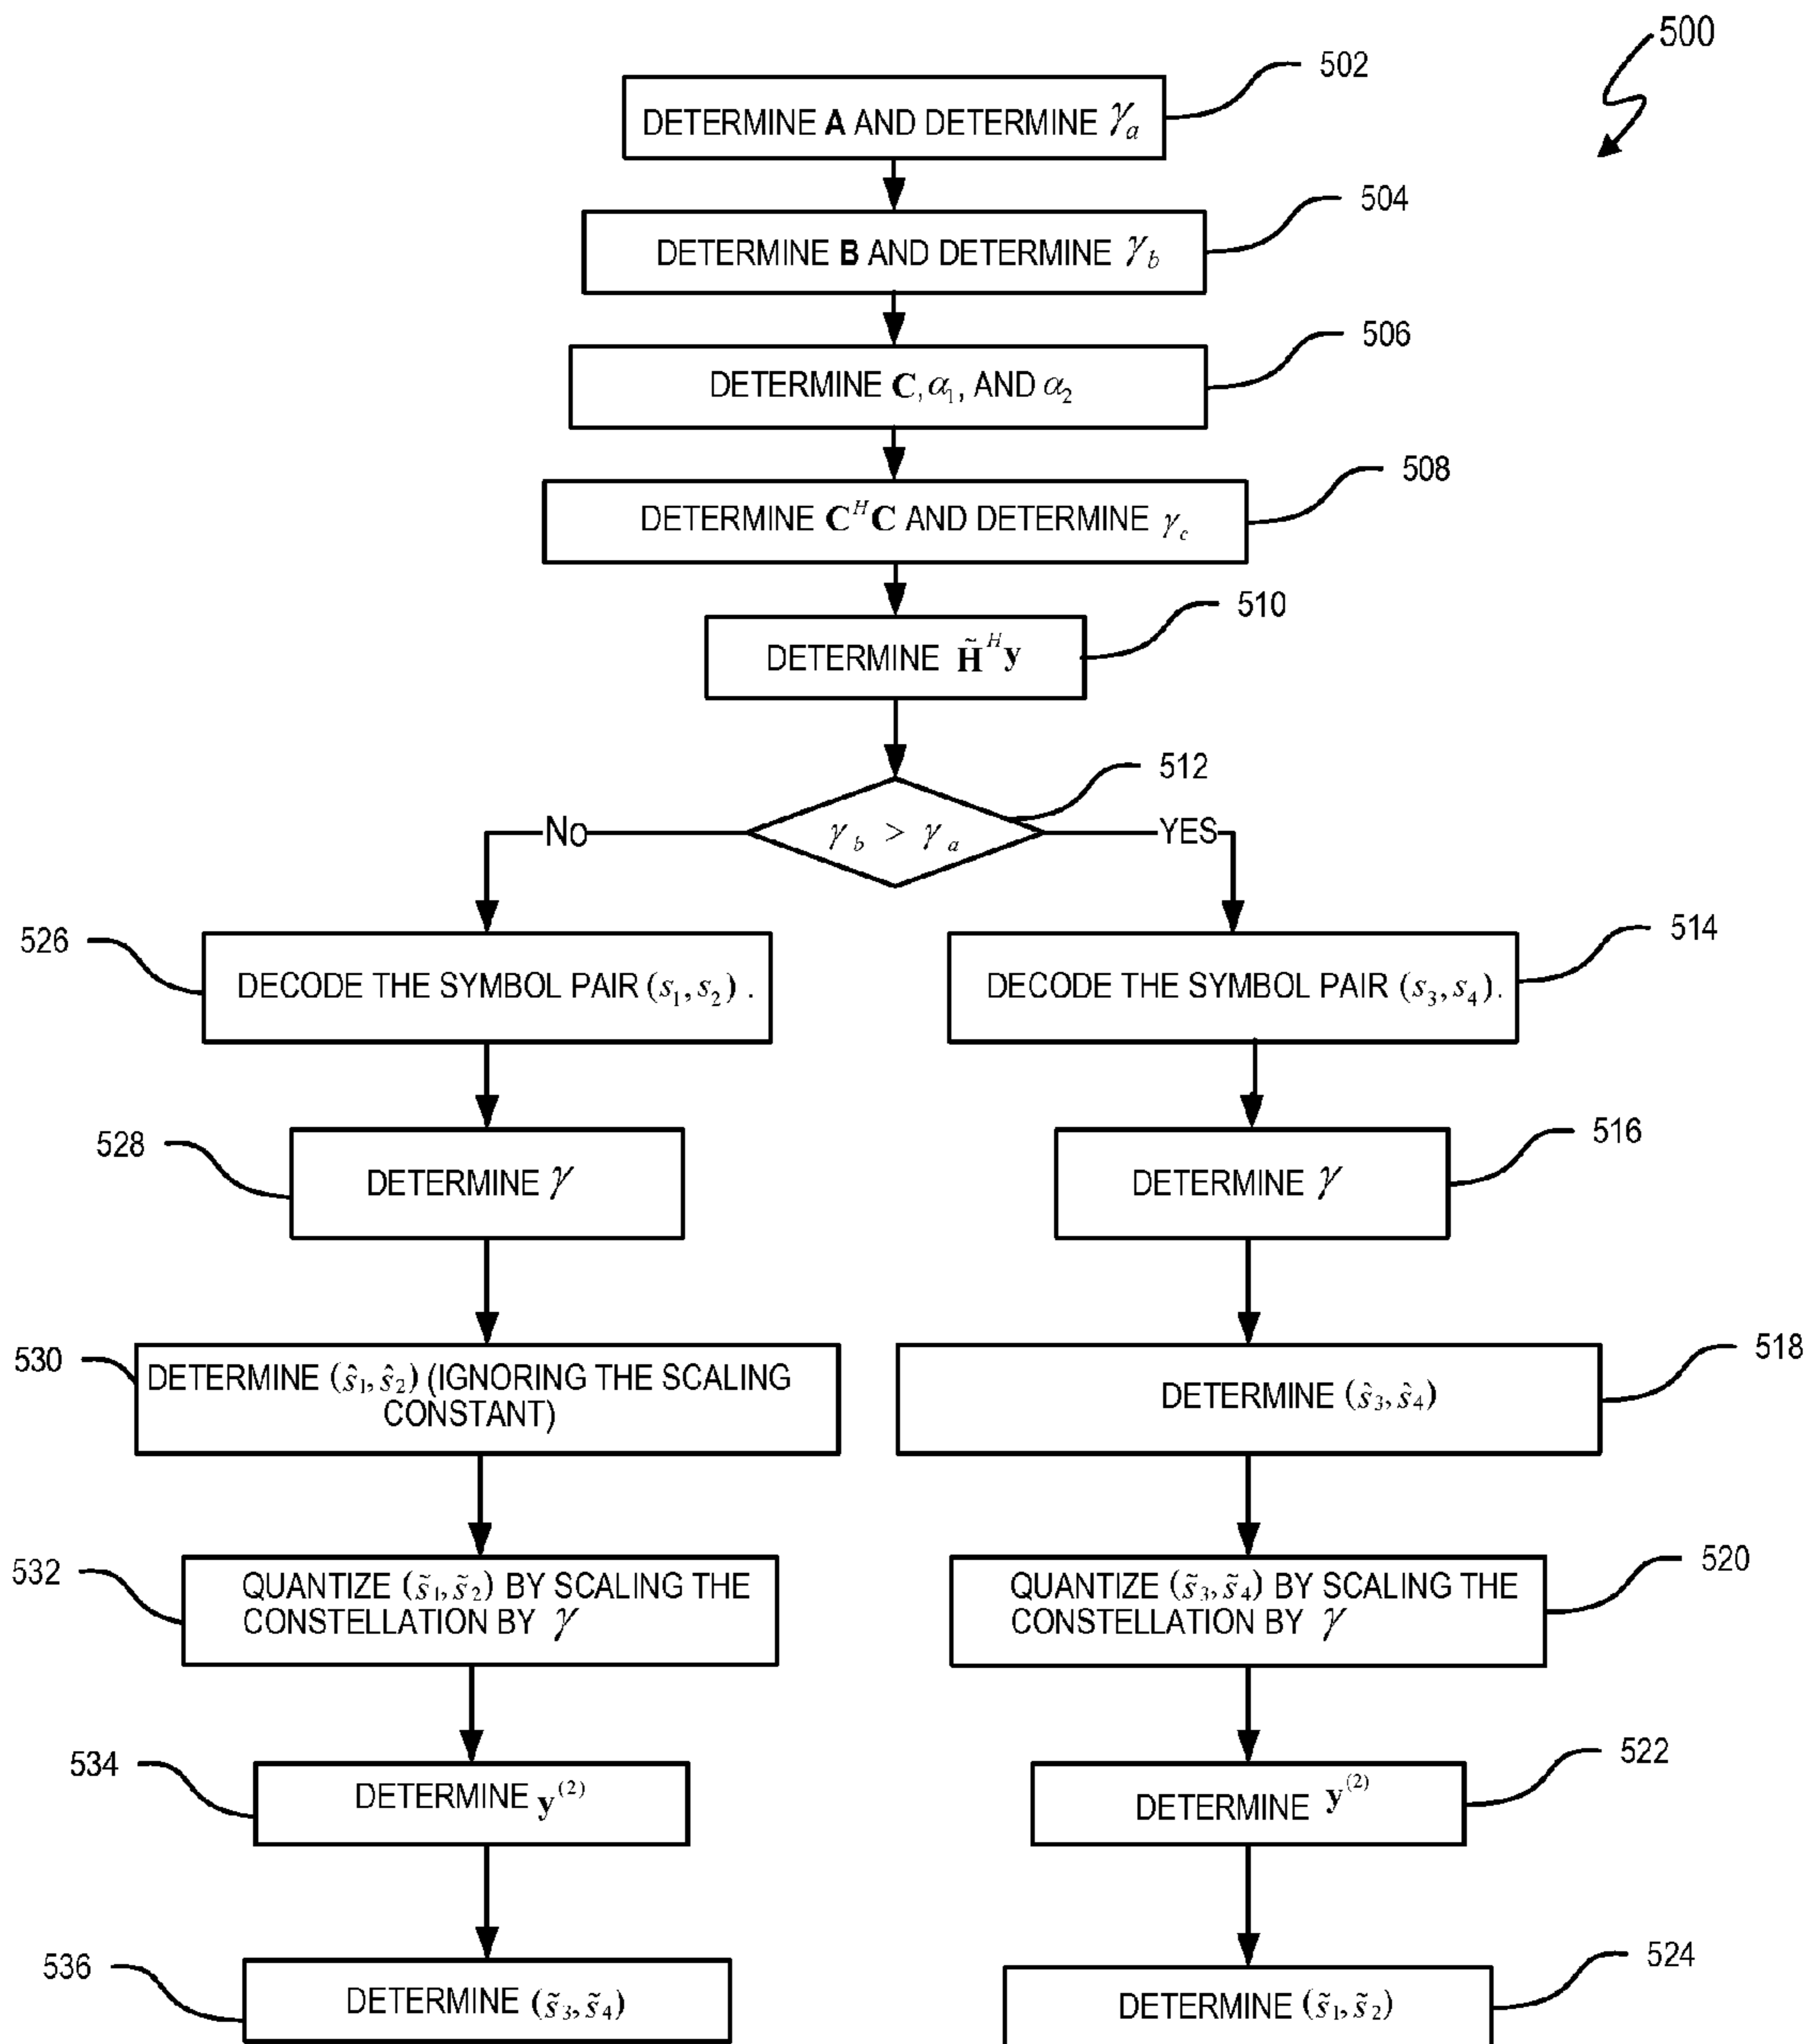 500
502
DETERMINE A AND DETERMINE γₐ
504
DETERMINE B AND DETERMINE γ_b
506
DETERMINE C, α₁, AND α₂
508
DETERMINE C^H C AND DETERMINE γ_c
510
DETERMINE H̃^H y
512
γ_b > γ_a
No
YES
526
DECODE THE SYMBOL PAIR (s₁, s₂) .
514
DECODE THE SYMBOL PAIR (s₃, s₄).
528
DETERMINE γ
516
DETERMINE γ
530
DETERMINE (ŝ₁, ŝ₂) (IGNORING THE SCALING
CONSTANT)
518
DETERMINE (ŝ₃, ŝ₄)
532
QUANTIZE (s̃₁, s̃₂) BY SCALING THE
CONSTELLATION BY γ
520
QUANTIZE (s̃₃, s̃₄) BY SCALING THE
CONSTELLATION BY γ
534
DETERMINE y⁽²⁾
522
DETERMINE y⁽²⁾
536
DETERMINE (s̃₃, s̃₄)
524
DETERMINE (s̃₁, s̃₂)